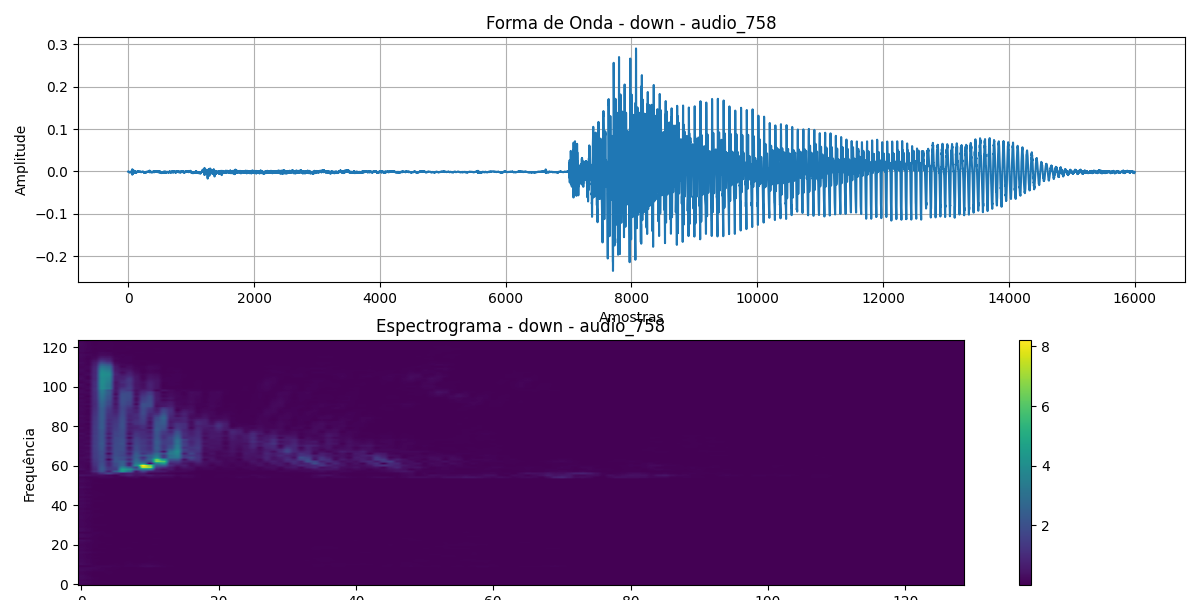 Forma de Onda - down - audio_758
Amplitude
0.3
0.2
0.1
0.0
−0.1
−0.2
0 2000 4000 6000 8000 10000 12000 14000 16000
Amostras
Espectrograma - down - audio_758
Frequência
120
100
80
60
40
20
0
0 20 40 60 80 100 120
8
6
4
2